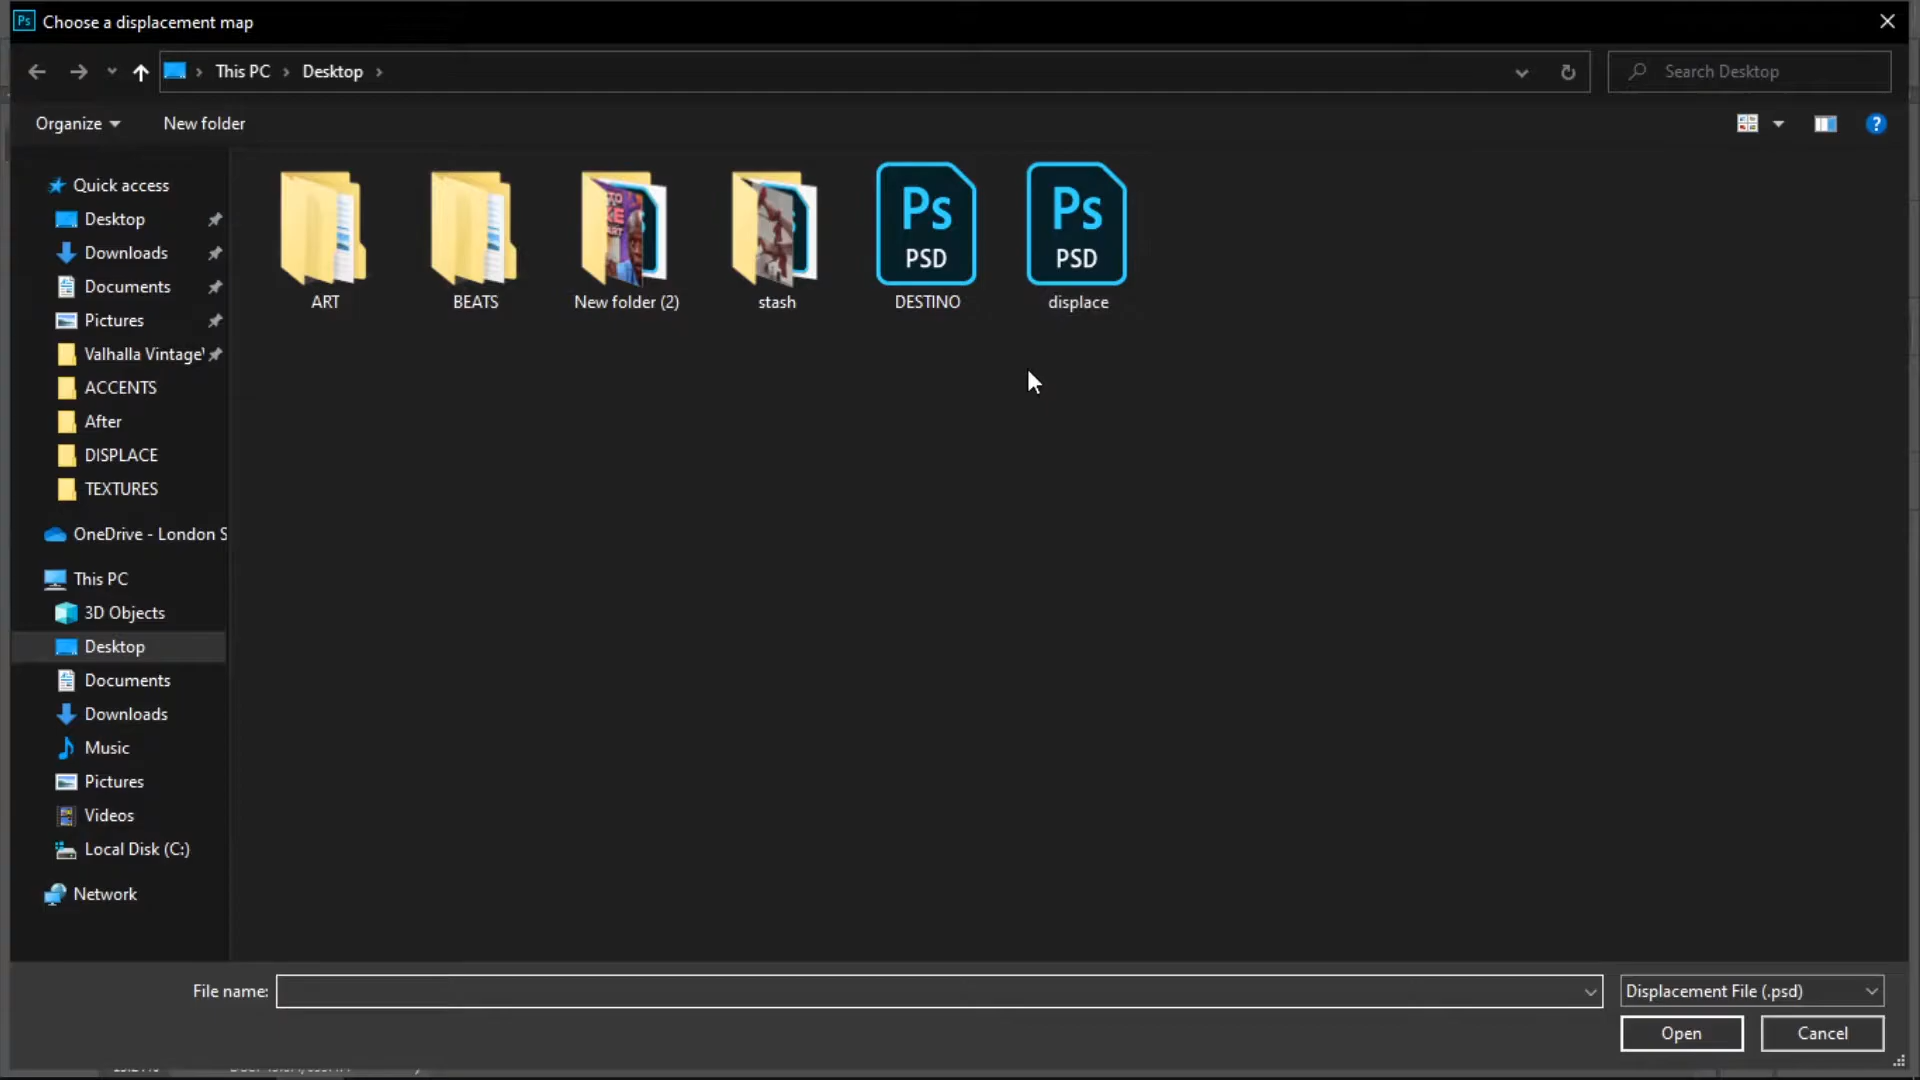 Ps Choose a displacement map
This PC Desktop
Search Desktop
Organize New folder
?
Quick access
Desktop
Downloads
Documents
Pictures
Valhalla Vintage'
ACCENTS
After
DISPLACE
TEXTURES
OneDrive - London S
This PC
3D Objects
Desktop
Documents
Downloads
Music
Pictures
Videos
Local Disk (C:)
Network
ART
BEATS
New folder (2)
stash
Ps
PSD
DESTINO
Ps
PSD
displace
File name:
Displacement File (.psd)
Open Cancel